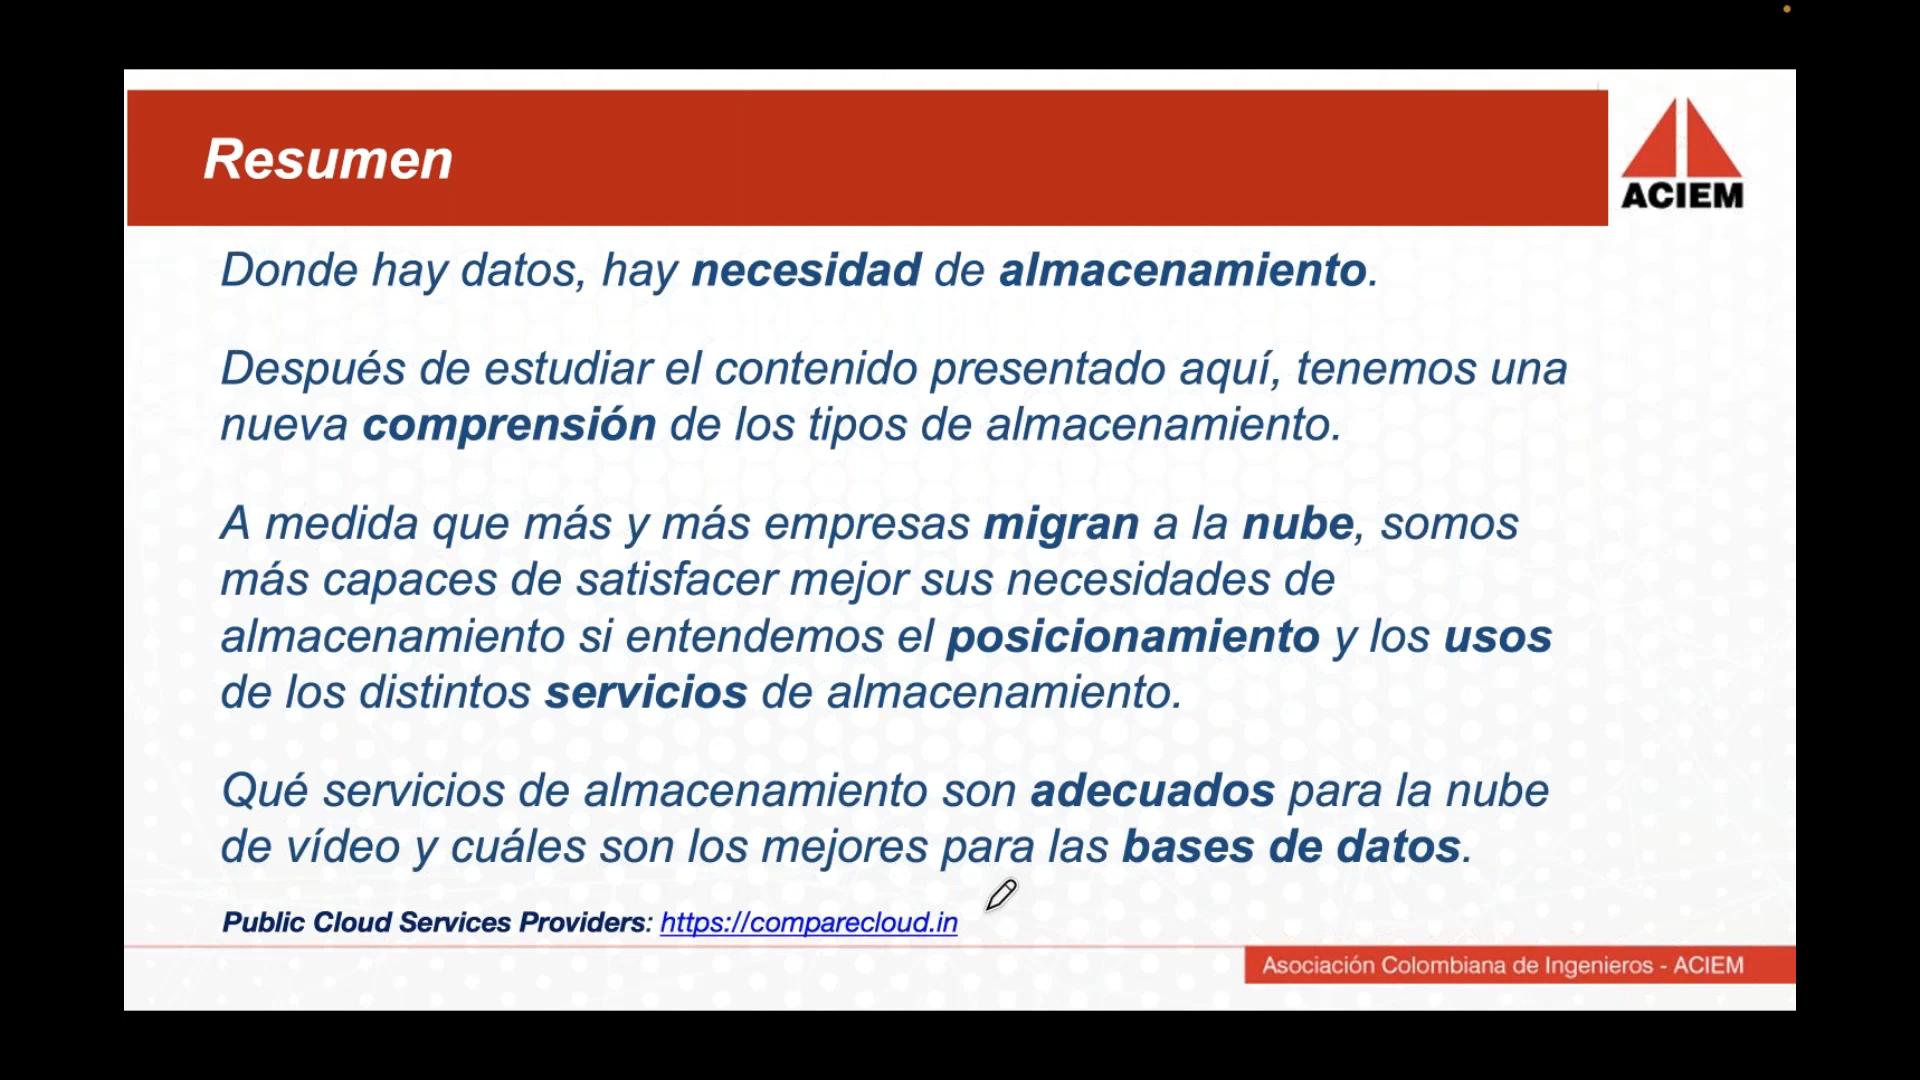 Resumen
ACIEM
Donde hay datos, hay necesidad de almacenamiento.
Después de estudiar el contenido presentado aquí, tenemos una
nueva comprensión de los tipos de almacenamiento.
A medida que más y más empresas migran a la nube, somos
más capaces de satisfacer mejor sus necesidades de
almacenamiento si entendemos el posicionamiento y los usos
de los distintos servicios de almacenamiento.
Qué servicios de almacenamiento son adecuados para la nube
de vídeo y cuáles son los mejores para las bases de datos.
Public Cloud Services Providers: https://comparecloud.in
Asociación Colombiana de Ingenieros - ACIEM